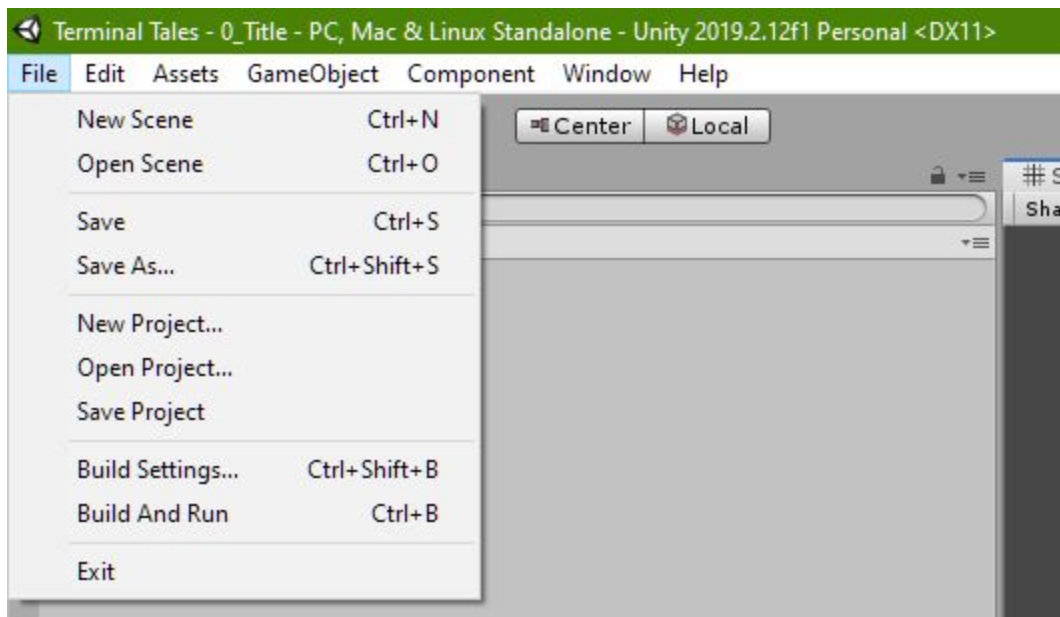 Terminal Tales - 0_Title - PC, Mac & Linux Standalone - Unity 2019.2.12f1 Personal <DX11>
File Edit Assets GameObject Component Window Help
New Scene Ctrl+N
Center Local
Open Scene Ctrl+O
Save Ctrl+S
Sha
Save As... Ctrl+Shift+S
New Project...
Open Project...
Save Project
Build Settings... Ctrl+Shift+B
Build And Run Ctrl+B
Exit